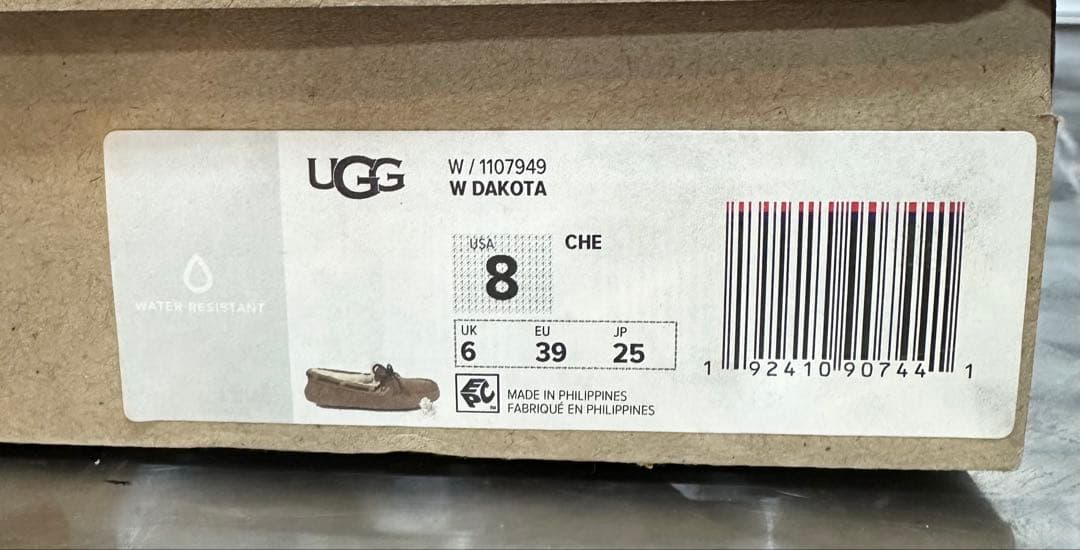 WATER RESISTANT
UGG
W / 1107949
W DAKOTA
USA
8
CHE
UK EU JP
6 39 25
EPC
MADE IN PHILIPPINES
FABRIQUÉ EN PHILIPPINES
1 92410 90744 1